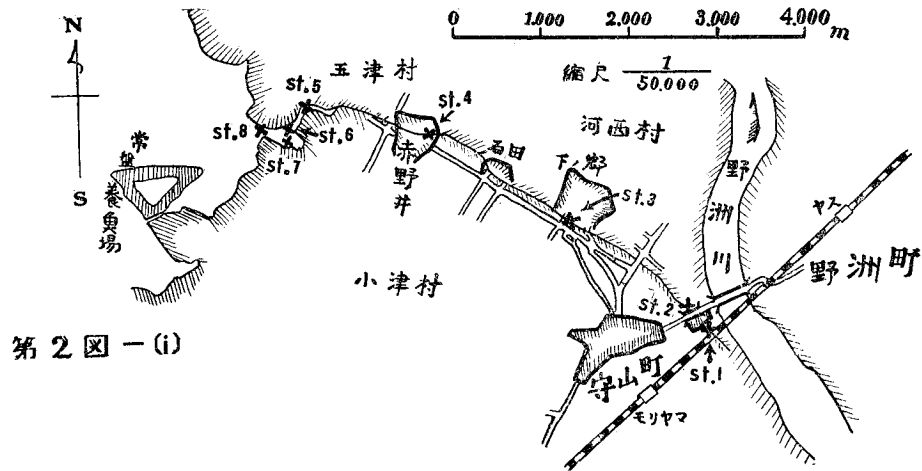 N
S
0 1.000 2.000 3.000 4.000 m
縮尺 1/50.000
玉津村
st.5
st.4
st.8
st.6
st.7
赤野井
石田
河西村
下ノ郷
st.3
野洲川
ヤス
野洲町
常盤養魚場
小津村
st.2
st.1
守山町
モリヤマ
第2図-(i)